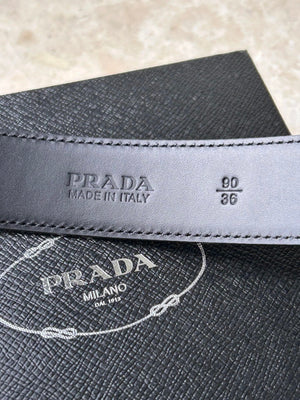 PRADA
MADE IN ITALY
90
36
PRADA
MILANO
DAL 1913